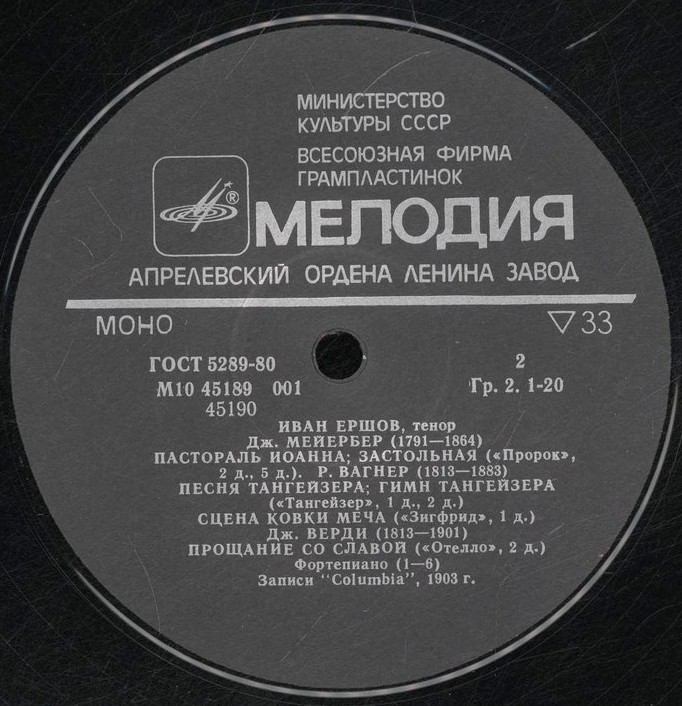 МИНИСТЕРСТВО
КУЛЬТУРЫ СССР
ВСЕСОЮЗНАЯ ФИРМА
ГРАМПЛАСТИНОК
®
МЕЛОДИЯ
АПРЕЛЕВСКИЙ ОРДЕНА ЛЕНИНА ЗАВОД
МОНО ▽33
ГОСТ 5289-80 2
М10 45189 001 Гр. 2. 1-20
45190
ИВАН ЕРШОВ, тенор
Дж. МЕЙЕРБЕР (1791—1864)
ПАСТОРАЛЬ ИОАННА; ЗАСТОЛЬНАЯ («Пророк»,
2 д., 5 д.). Р. ВАГНЕР (1813—1883)
ПЕСНЯ ТАНГЕЙЗЕРА; ГИМН ТАНГЕЙЗЕРА
(«Тангейзер», 1 д., 2 д.)
СЦЕНА КОВКИ МЕЧА («Зигфрид», 1 д.)
Дж. ВЕРДИ (1813—1901)
ПРОЩАНИЕ СО СЛАВОЙ («Отелло», 2 д.)
Фортепиано (1—6)
Записи "Columbia", 1903 г.